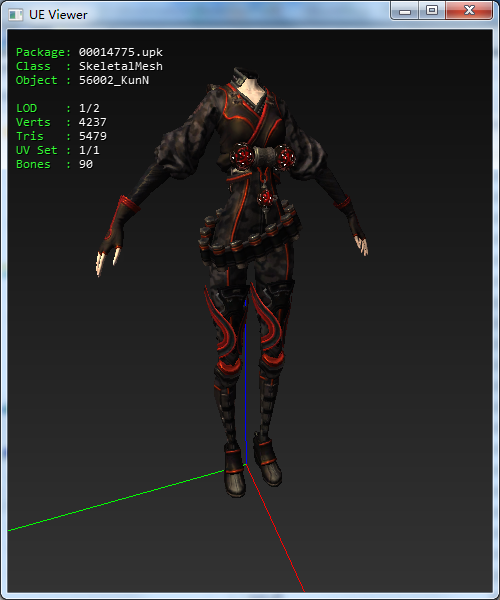 UE Viewer
Package: 00014775.upk
Class : SkeletalMesh
Object : 56002_KunN
LOD : 1/2
Verts : 4237
Tris : 5479
UV Set : 1/1
Bones : 90